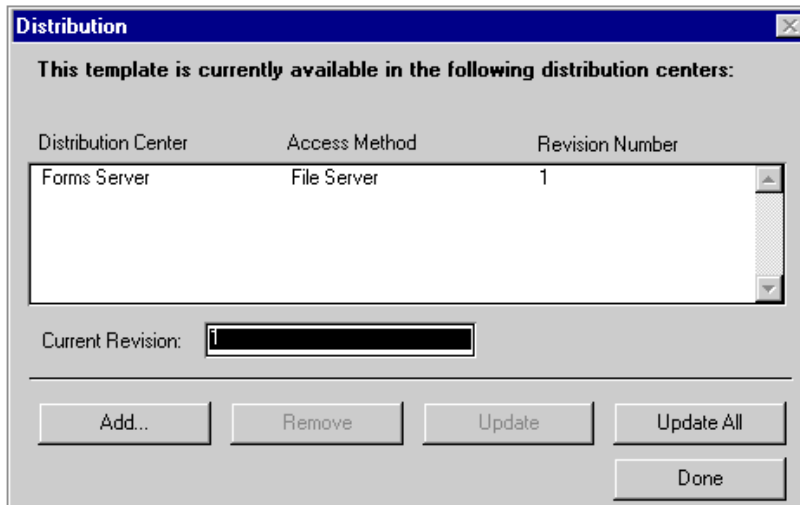 Distribution
This template is currently available in the following distribution centers:
Distribution Center Access Method Revision Number
Forms Server File Server 1
Current Revision: 1
Add... Remove Update Update All
Done